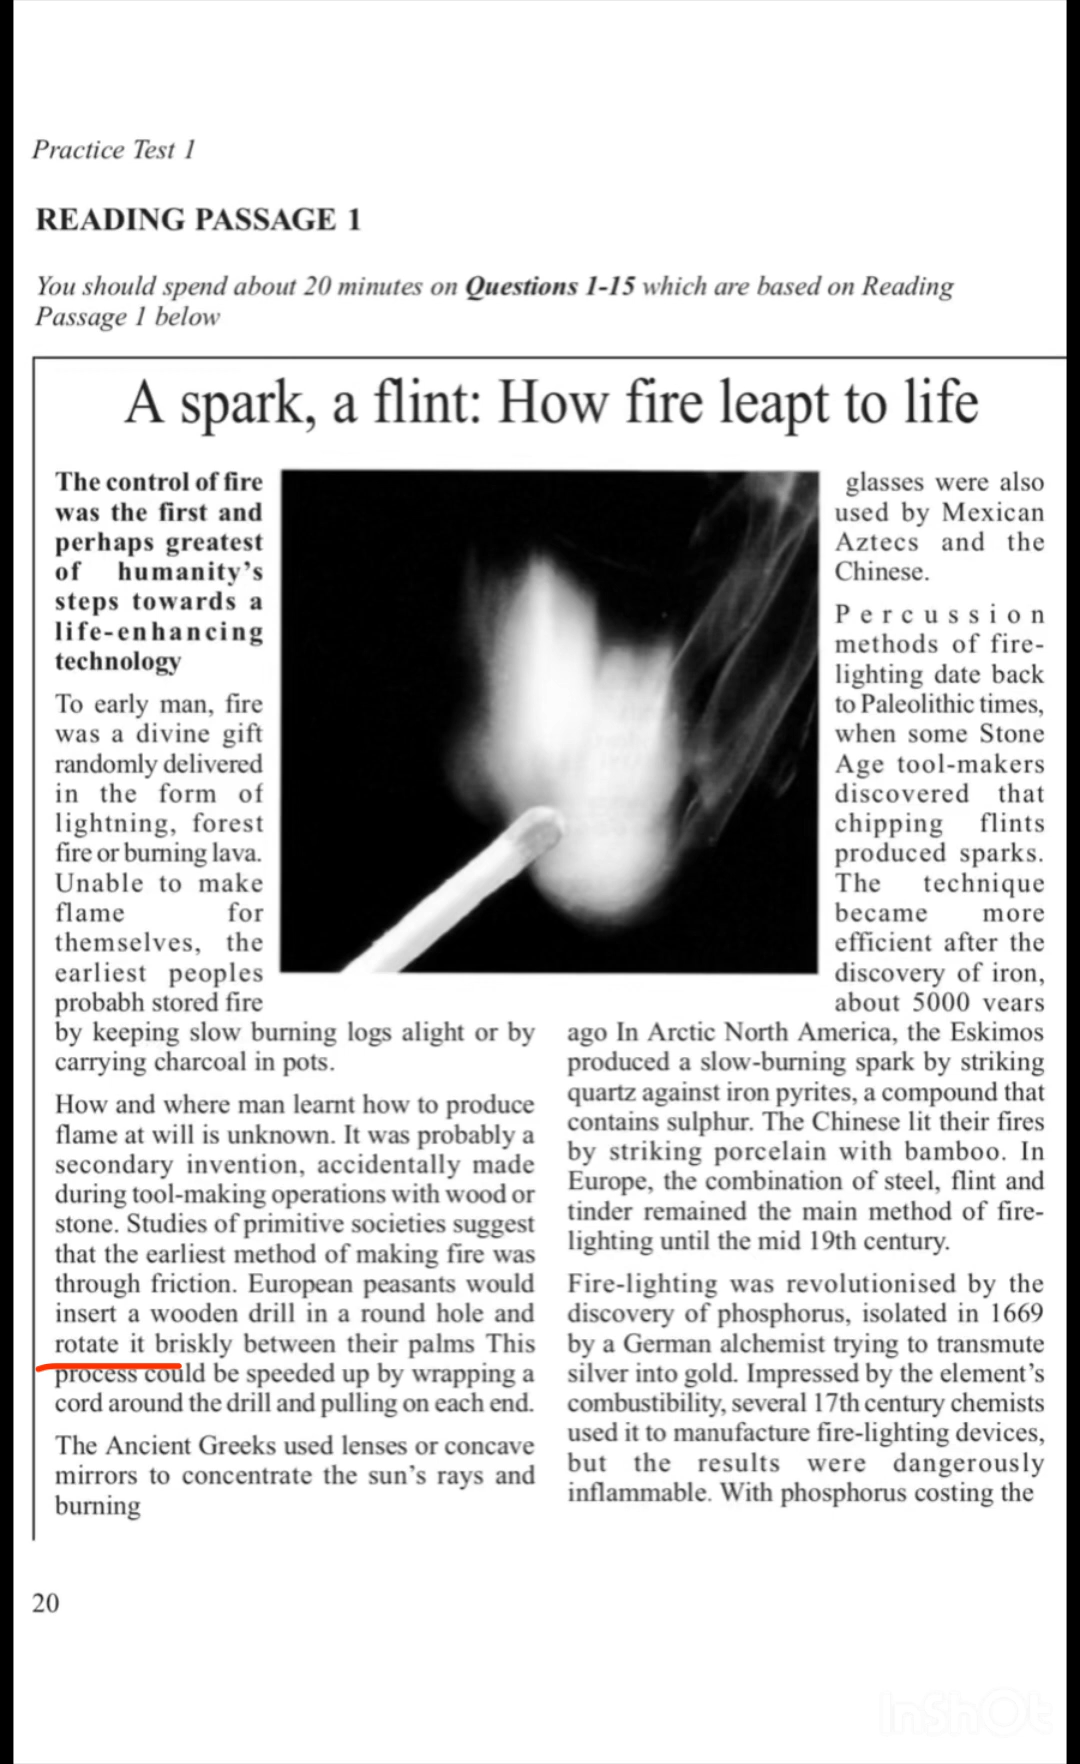 Practice Test 1
READING PASSAGE 1
You should spend about 20 minutes on Questions 1-15 which are based on Reading
Passage 1 below
A spark, a flint: How fire leapt to life
The control of fire
was the first and
perhaps greatest
of humanity's
steps towards a
life-enhancing
technology
To early man, fire
was a divine gift
randomly delivered
in the form of
lightning, forest
fire or burning lava.
Unable to make
flame for
themselves, the
earliest peoples
probabh stored fire
by keeping slow burning logs alight or by
carrying charcoal in pots.
How and where man learnt how to produce
flame at will is unknown. It was probably a
secondary invention, accidentally made
during tool-making operations with wood or
stone. Studies of primitive societies suggest
that the earliest method of making fire was
through friction. European peasants would
insert a wooden drill in a round hole and
rotate it briskly between their palms This
process could be speeded up by wrapping a
cord around the drill and pulling on each end.
The Ancient Greeks used lenses or concave
mirrors to concentrate the sun's rays and
burning
glasses were also
used by Mexican
Aztecs and the
Chinese.
Percussion
methods of fire-
lighting date back
to Paleolithic times,
when some Stone
Age tool-makers
discovered that
chipping flints
produced sparks.
The technique
became more
efficient after the
discovery of iron,
about 5000 vears
ago In Arctic North America, the Eskimos
produced a slow-burning spark by striking
quartz against iron pyrites, a compound that
contains sulphur. The Chinese lit their fires
by striking porcelain with bamboo. In
Europe, the combination of steel, flint and
tinder remained the main method of fire-
lighting until the mid 19th century.
Fire-lighting was revolutionised by the
discovery of phosphorus, isolated in 1669
by a German alchemist trying to transmute
silver into gold. Impressed by the element's
combustibility, several 17th century chemists
used it to manufacture fire-lighting devices,
but the results were dangerously
inflammable. With phosphorus costing the
20
InShOt